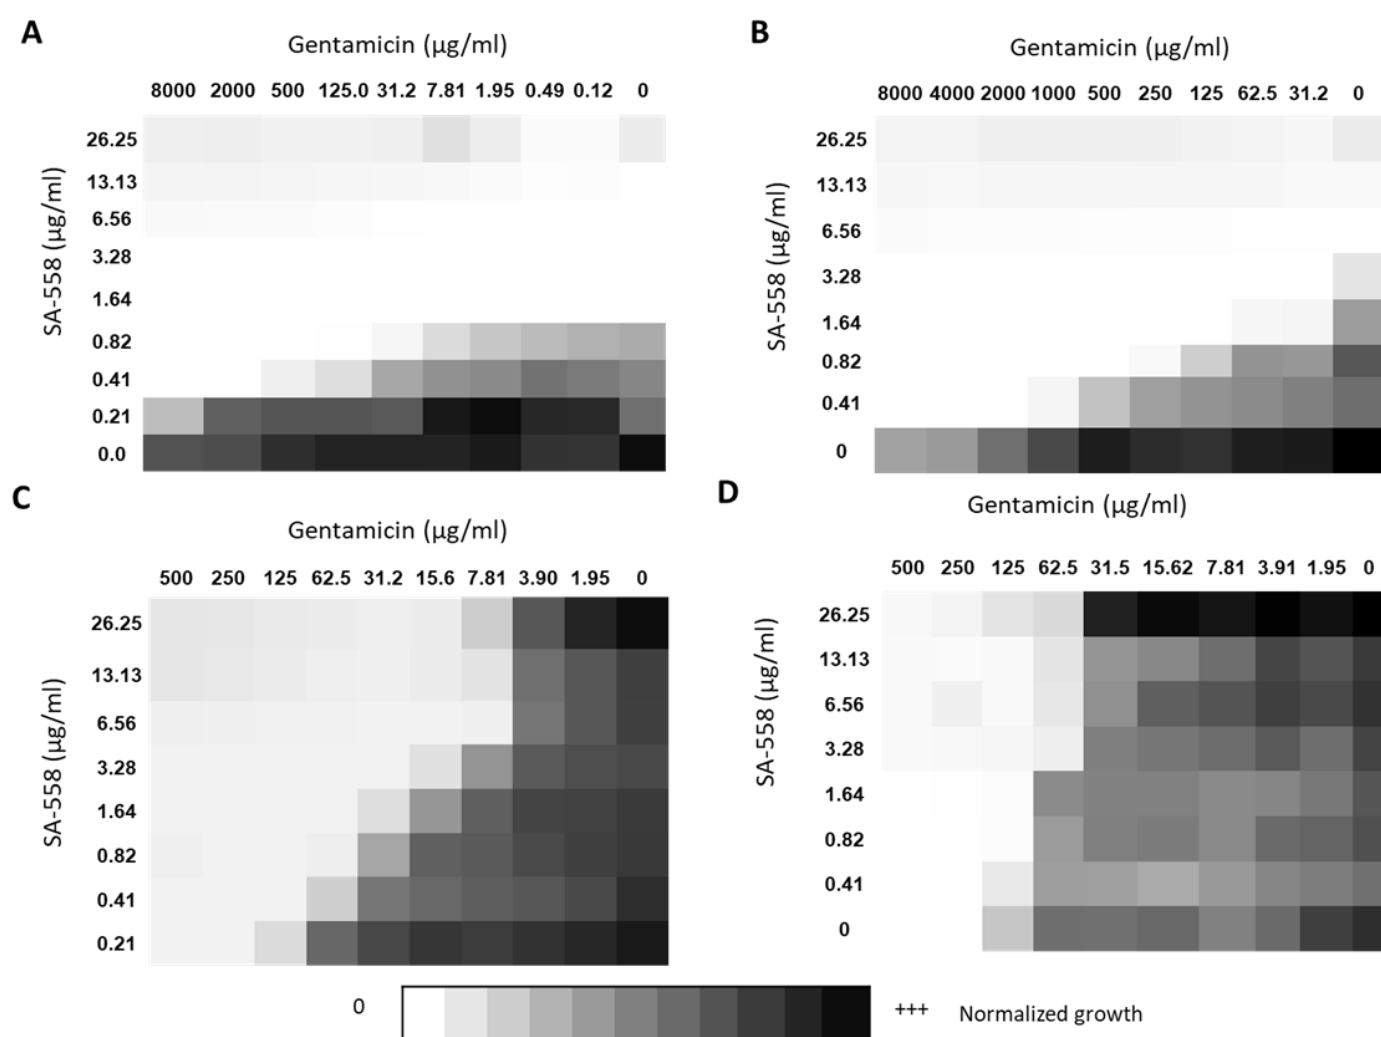 A
Gentamicin (µg/ml)
8000 2000 500 125.0 31.2 7.81 1.95 0.49 0.12 0
SA-558 (µg/ml)
26.25
13.13
6.56
3.28
1.64
0.82
0.41
0.21
0.0
B
Gentamicin (µg/ml)
8000 4000 2000 1000 500 250 125 62.5 31.2 0
SA-558 (µg/ml)
26.25
13.13
6.56
3.28
1.64
0.82
0.41
0
C
Gentamicin (µg/ml)
500 250 125 62.5 31.2 15.6 7.81 3.90 1.95 0
SA-558 (µg/ml)
26.25
13.13
6.56
3.28
1.64
0.82
0.41
0.21
D
Gentamicin (µg/ml)
500 250 125 62.5 31.5 15.62 7.81 3.91 1.95 0
SA-558 (µg/ml)
26.25
13.13
6.56
3.28
1.64
0.82
0.41
0
0 +++ Normalized growth